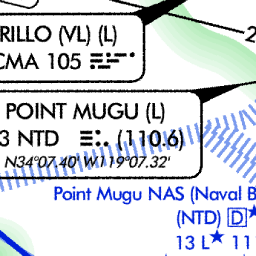 RILLO (VL) (L)
CMA 105
2
POINT MUGU (L)
3 NTD (110.6)
N34°07.40' W119°07.32'
Point Mugu NAS (Naval B
(NTD) D★
13 L★ 11